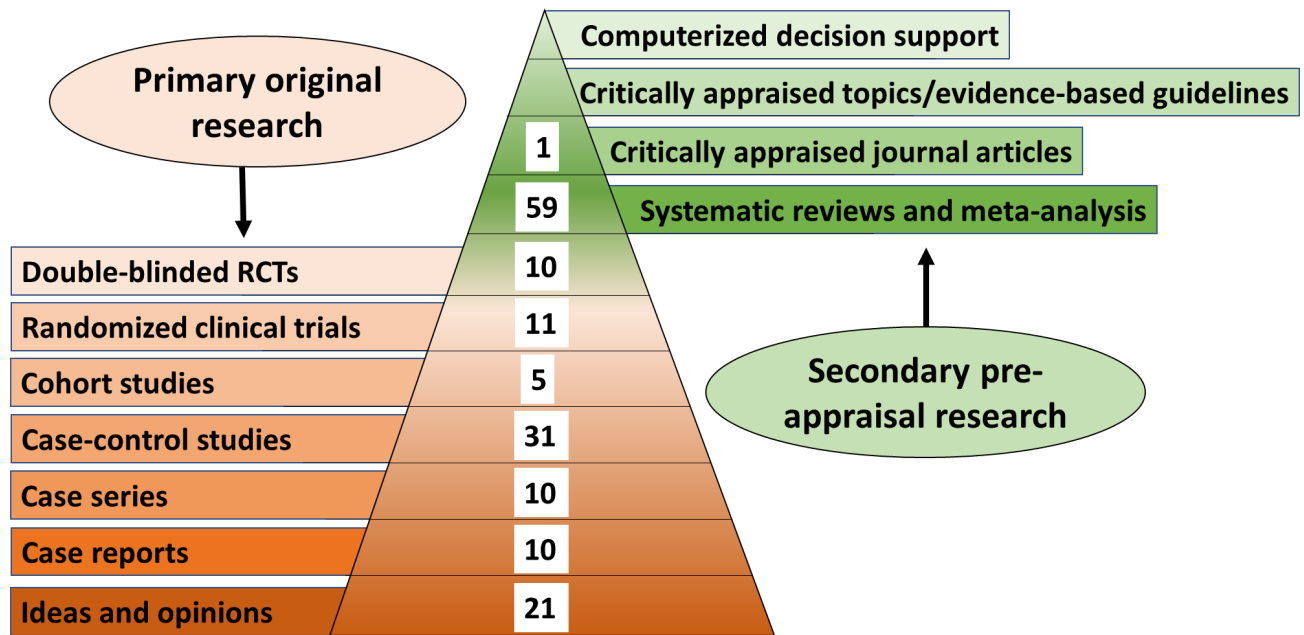 Computerized decision support
Primary original
research
Critically appraised topics/evidence-based guidelines
1
Critically appraised journal articles
59
Systematic reviews and meta-analysis
Double-blinded RCTs
10
Randomized clinical trials
11
Cohort studies
5
Secondary pre-
appraisal research
Case-control studies
31
Case series
10
Case reports
10
Ideas and opinions
21